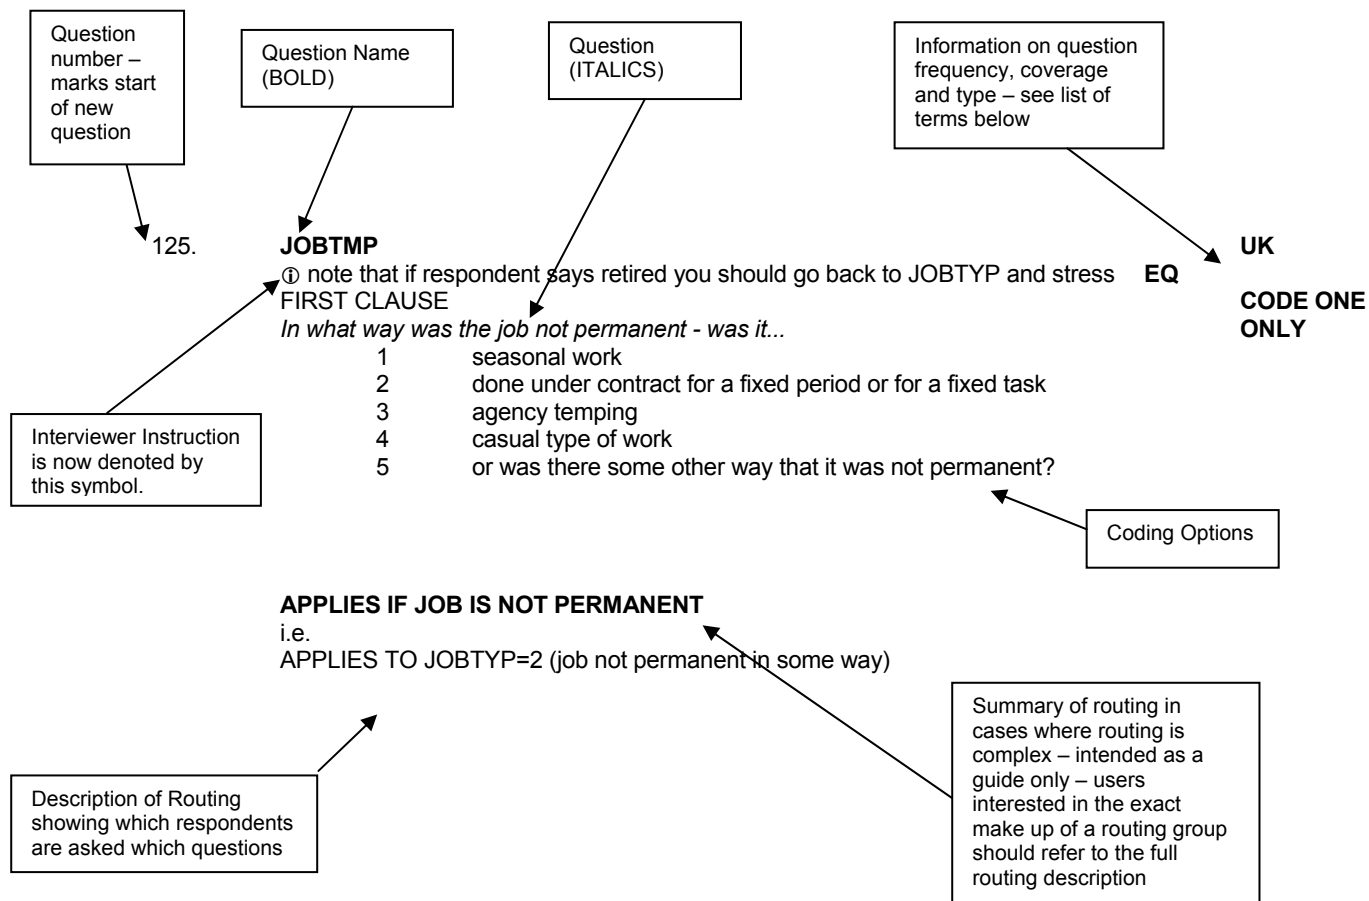 Question
number –
marks start
of new
question
Question Name
(BOLD)
Question
(ITALICS)
Information on question
frequency, coverage
and type – see list of
terms below
125.
JOBTMP
UK
ⓘ note that if respondent says retired you should go back to JOBTYP and stress EQ
FIRST CLAUSE
CODE ONE
ONLY
In what way was the job not permanent - was it...
1 seasonal work
2 done under contract for a fixed period or for a fixed task
3 agency temping
4 casual type of work
5 or was there some other way that it was not permanent?
Interviewer Instruction
is now denoted by
this symbol.
Coding Options
APPLIES IF JOB IS NOT PERMANENT
i.e.
APPLIES TO JOBTYP=2 (job not permanent in some way)
Description of Routing
showing which respondents
are asked which questions
Summary of routing in
cases where routing is
complex – intended as a
guide only – users
interested in the exact
make up of a routing group
should refer to the full
routing description